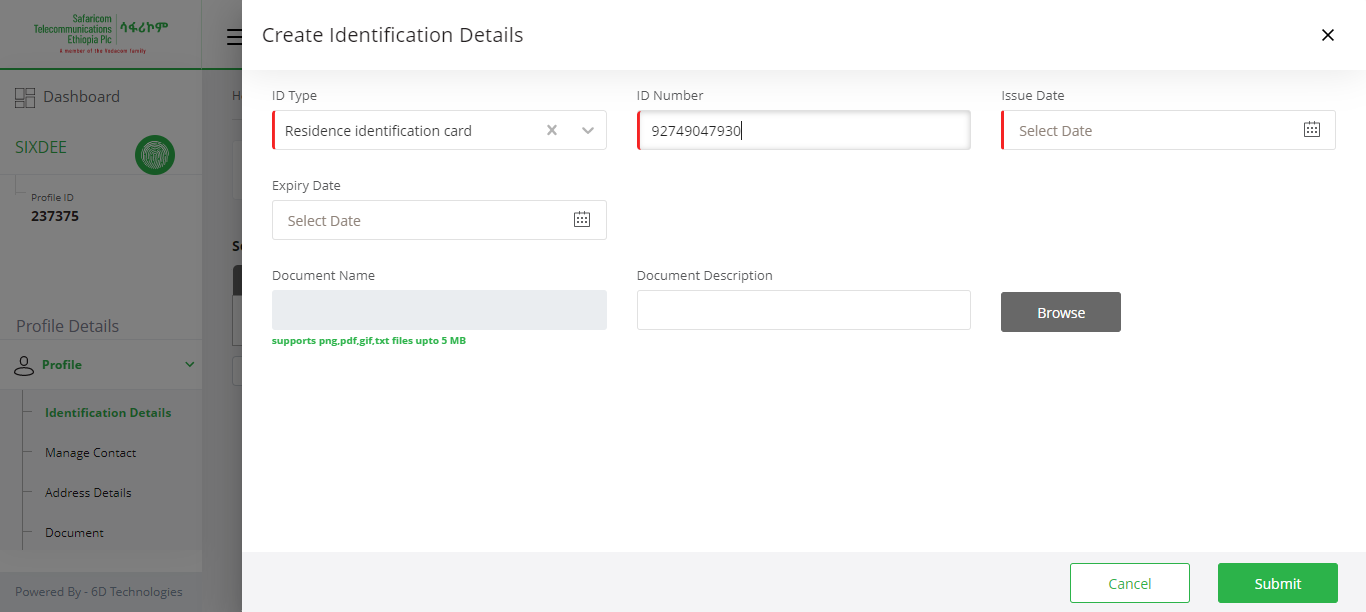 Safaricom
Telecommunications
Ethiopia Plc
ሳፋሪኮም
A member of the Vodacom family
Create Identification Details
Dashboard
SIXDEE
Profile ID
237375
Profile Details
Profile
Identification Details
Manage Contact
Address Details
Document
Powered By - 6D Technologies
H
ID Type
ID Number
Issue Date
Residence identification card
92749047930
Select Date
Expiry Date
Select Date
Document Name
Document Description
Browse
supports png,pdf,gif,txt files upto 5 MB
Cancel
Submit